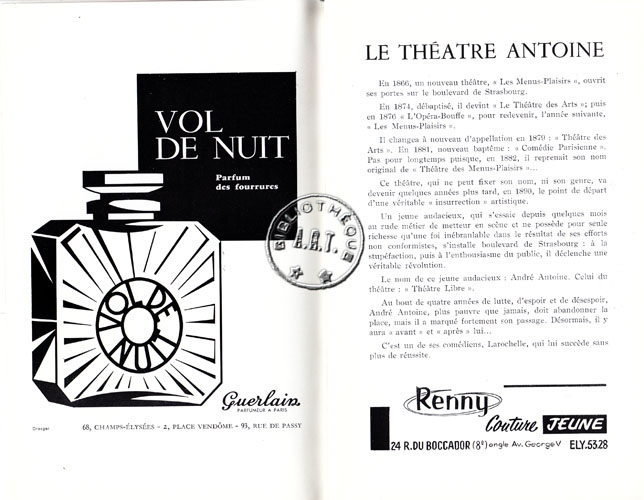 VOL
DE NUIT
Parfum
des fourrures
VOL DE NUIT
Guerlain
PARFUMEUR A PARIS
Draeger
68, CHAMPS-ÉLYSÉES - 2, PLACE VENDÔME - 93, RUE DE PASSY
BIBLIOTHÈQUE
A.R.T.
LE THÉATRE ANTOINE
En 1866, un nouveau théâtre, « Les Menus-Plaisirs », ouvrit
ses portes sur le boulevard de Strasbourg.
En 1874, débaptisé, il devint « Le Théâtre des Arts »; puis
en 1876 « L'Opéra-Bouffe », pour redevenir, l'année suivante,
« Les Menus-Plaisirs ».
Il changea à nouveau d'appellation en 1879 : « Théâtre des
Arts ». En 1881, nouveau baptême : « Comédie Parisienne ».
Pas pour longtemps puisque, en 1882, il reprenait son nom
original de « Théâtre des Menus-Plaisirs »...
Ce théâtre, qui ne peut fixer son nom, ni son genre, va
devenir quelques années plus tard, en 1890, le point de départ
d'une véritable « insurrection » artistique.
Un jeune audacieux, qui s'essaie depuis quelques mois
au rude métier de metteur en scène et ne possède pour seule
richesse qu'une foi inébranlable dans le résultat de ses efforts
non conformistes, s'installe boulevard de Strasbourg : à la
stupéfaction, puis à l'enthousiasme du public, il déclenche une
véritable révolution.
Le nom de ce jeune audacieux : André Antoine. Celui du
théâtre : « Théâtre Libre ».
Au bout de quatre années de lutte, d'espoir et de désespoir,
André Antoine, plus pauvre que jamais, doit abandonner la
place, mais il a marqué fortement son passage. Désormais, il y
aura « avant » et « après » lui...
C'est un de ses comédiens, Larochelle, qui lui succède sans
plus de réussite.
Renny
Couture JEUNE
24 R. DU BOCCADOR (8e) angle Av. George V ELY. 53.28